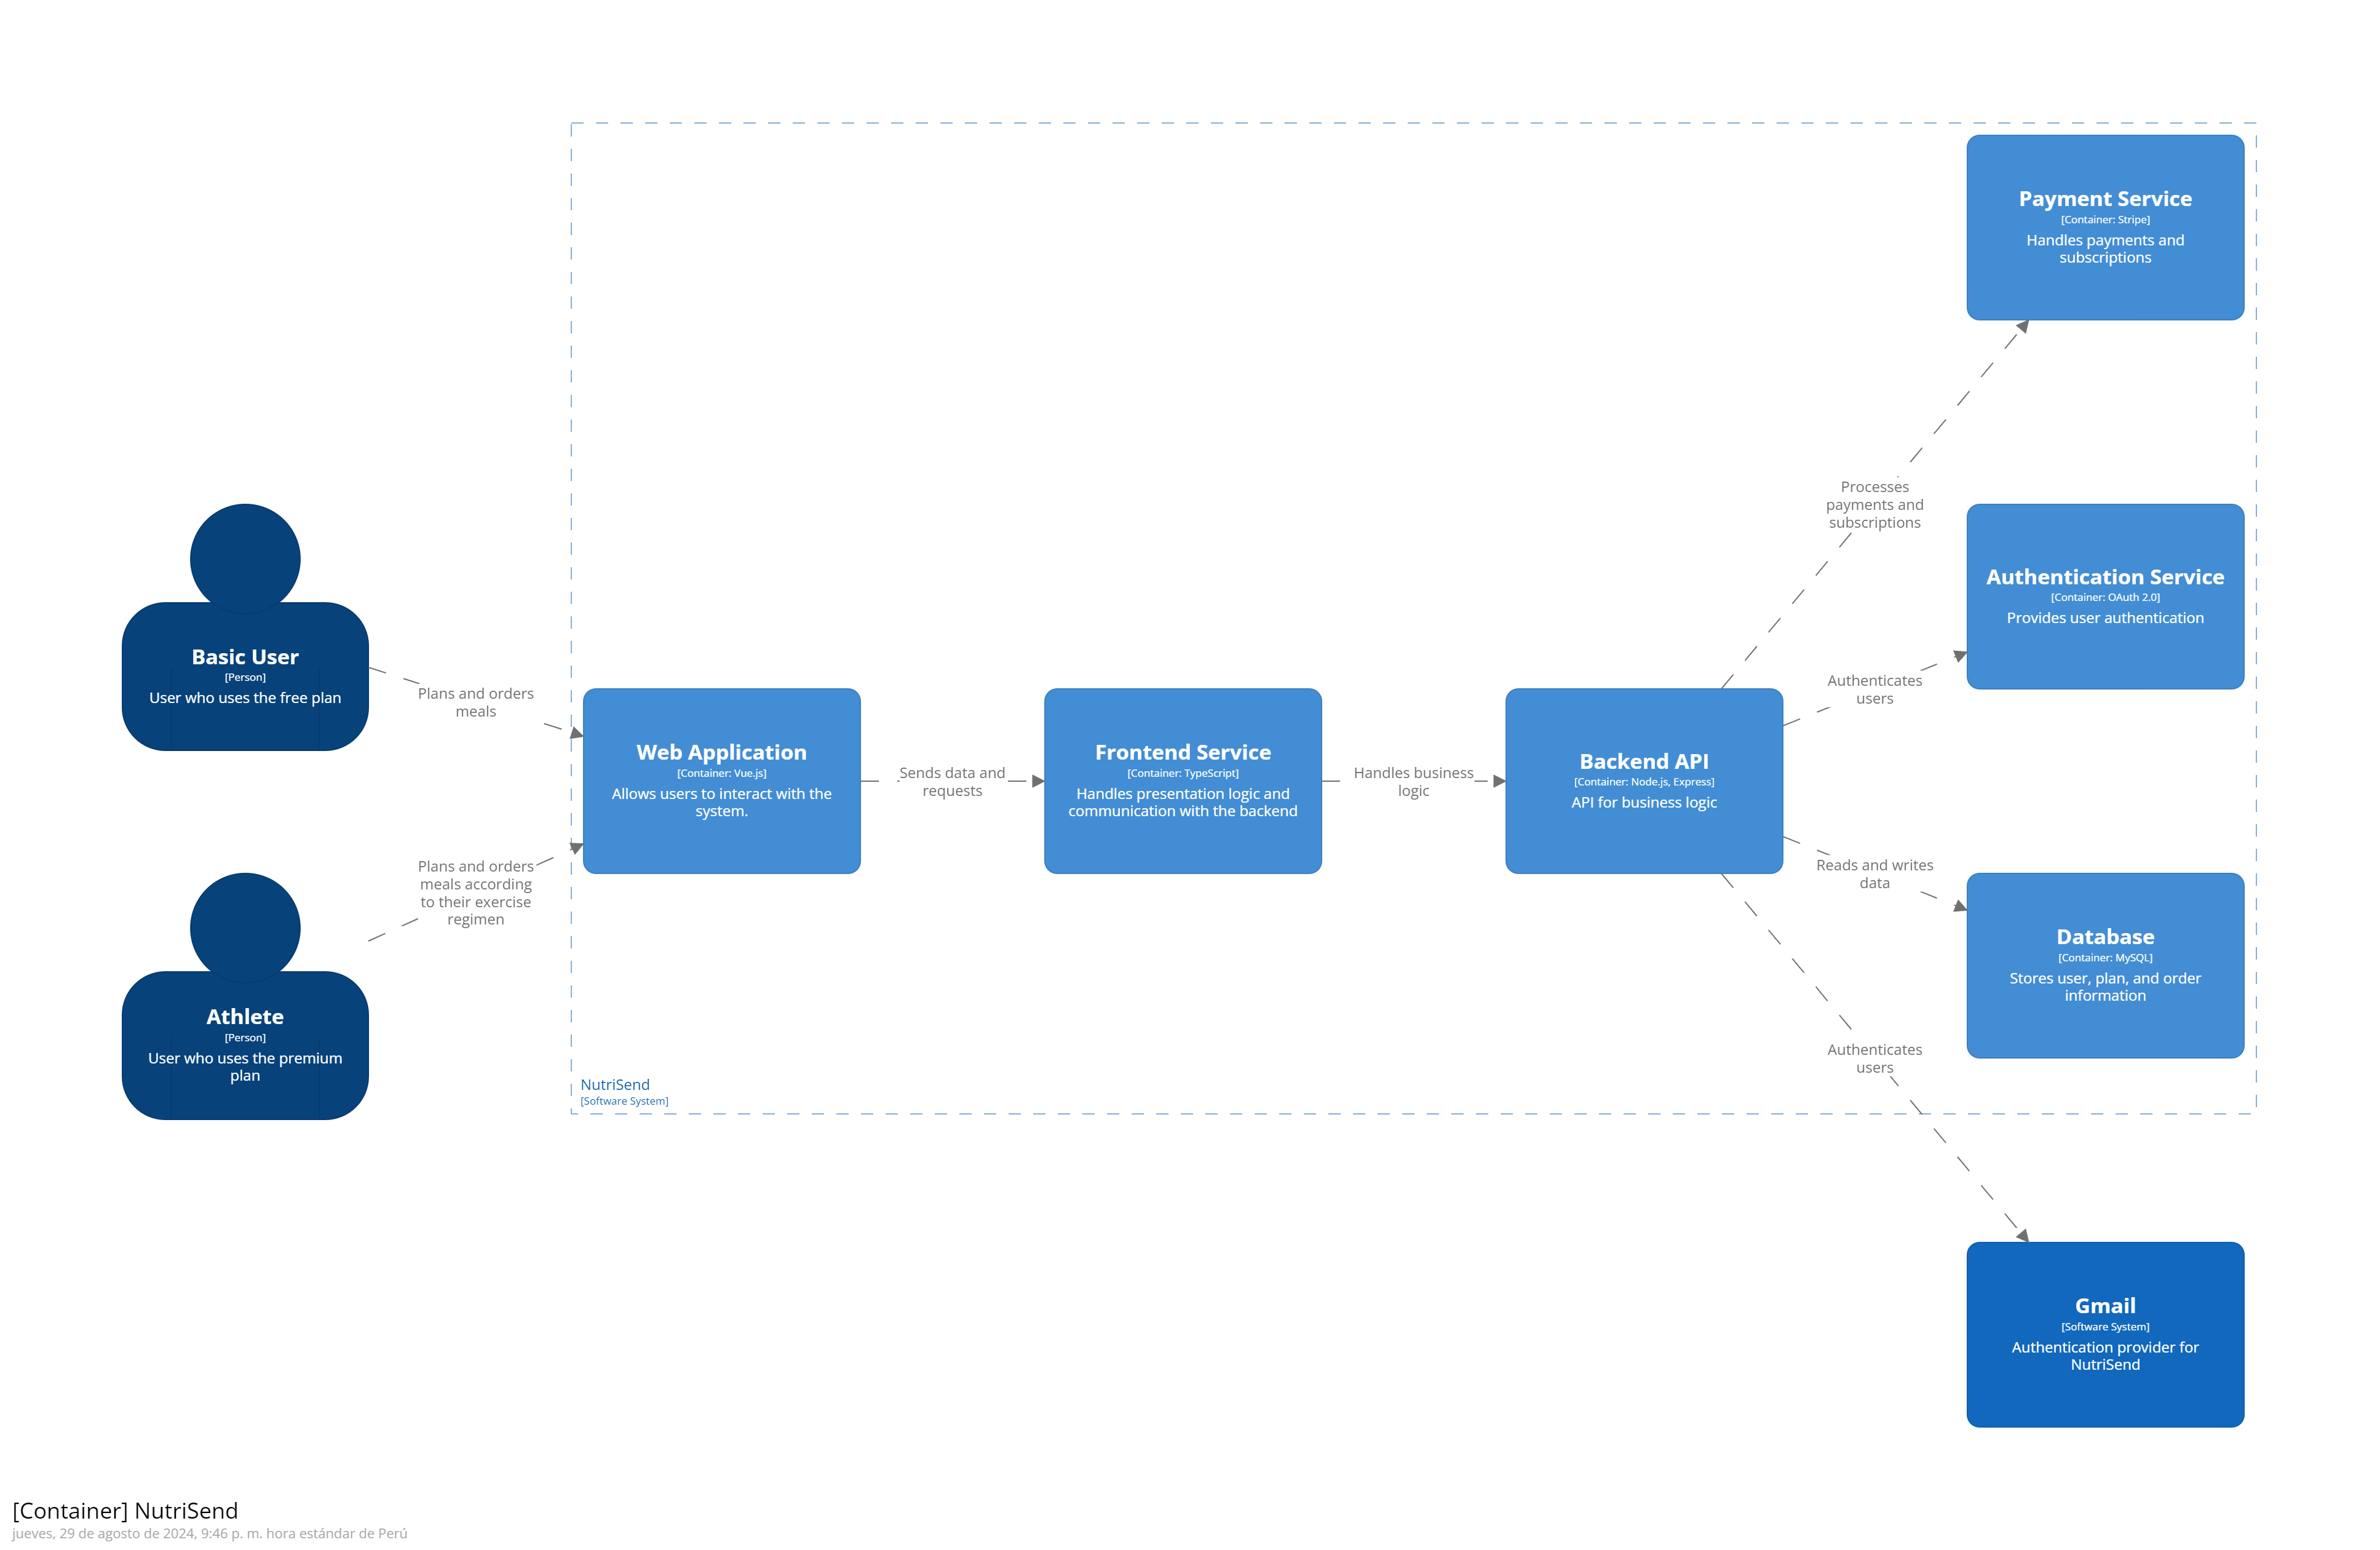 Payment Service
[Container: Stripe]
Handles payments and
subscriptions
Processes
payments and
subscriptions
Authentication Service
[Container: OAuth 2.0]
Provides user authentication
Basic User
[Person]
User who uses the free plan
Plans and orders
meals
Authenticates
users
Web Application
[Container: Vue.js]
Allows users to interact with the
system.
Sends data and
requests
Frontend Service
[Container: TypeScript]
Handles presentation logic and
communication with the backend
Handles business
logic
Backend API
[Container: Node.js, Express]
API for business logic
Plans and orders
meals according
to their exercise
regimen
Reads and writes
data
Database
[Container: MySQL]
Stores user, plan, and order
information
Athlete
[Person]
User who uses the premium
plan
Authenticates
users
NutriSend
[Software System]
Gmail
[Software System]
Authentication provider for
NutriSend
[Container] NutriSend
jueves, 29 de agosto de 2024, 9:46 p. m. hora estándar de Perú